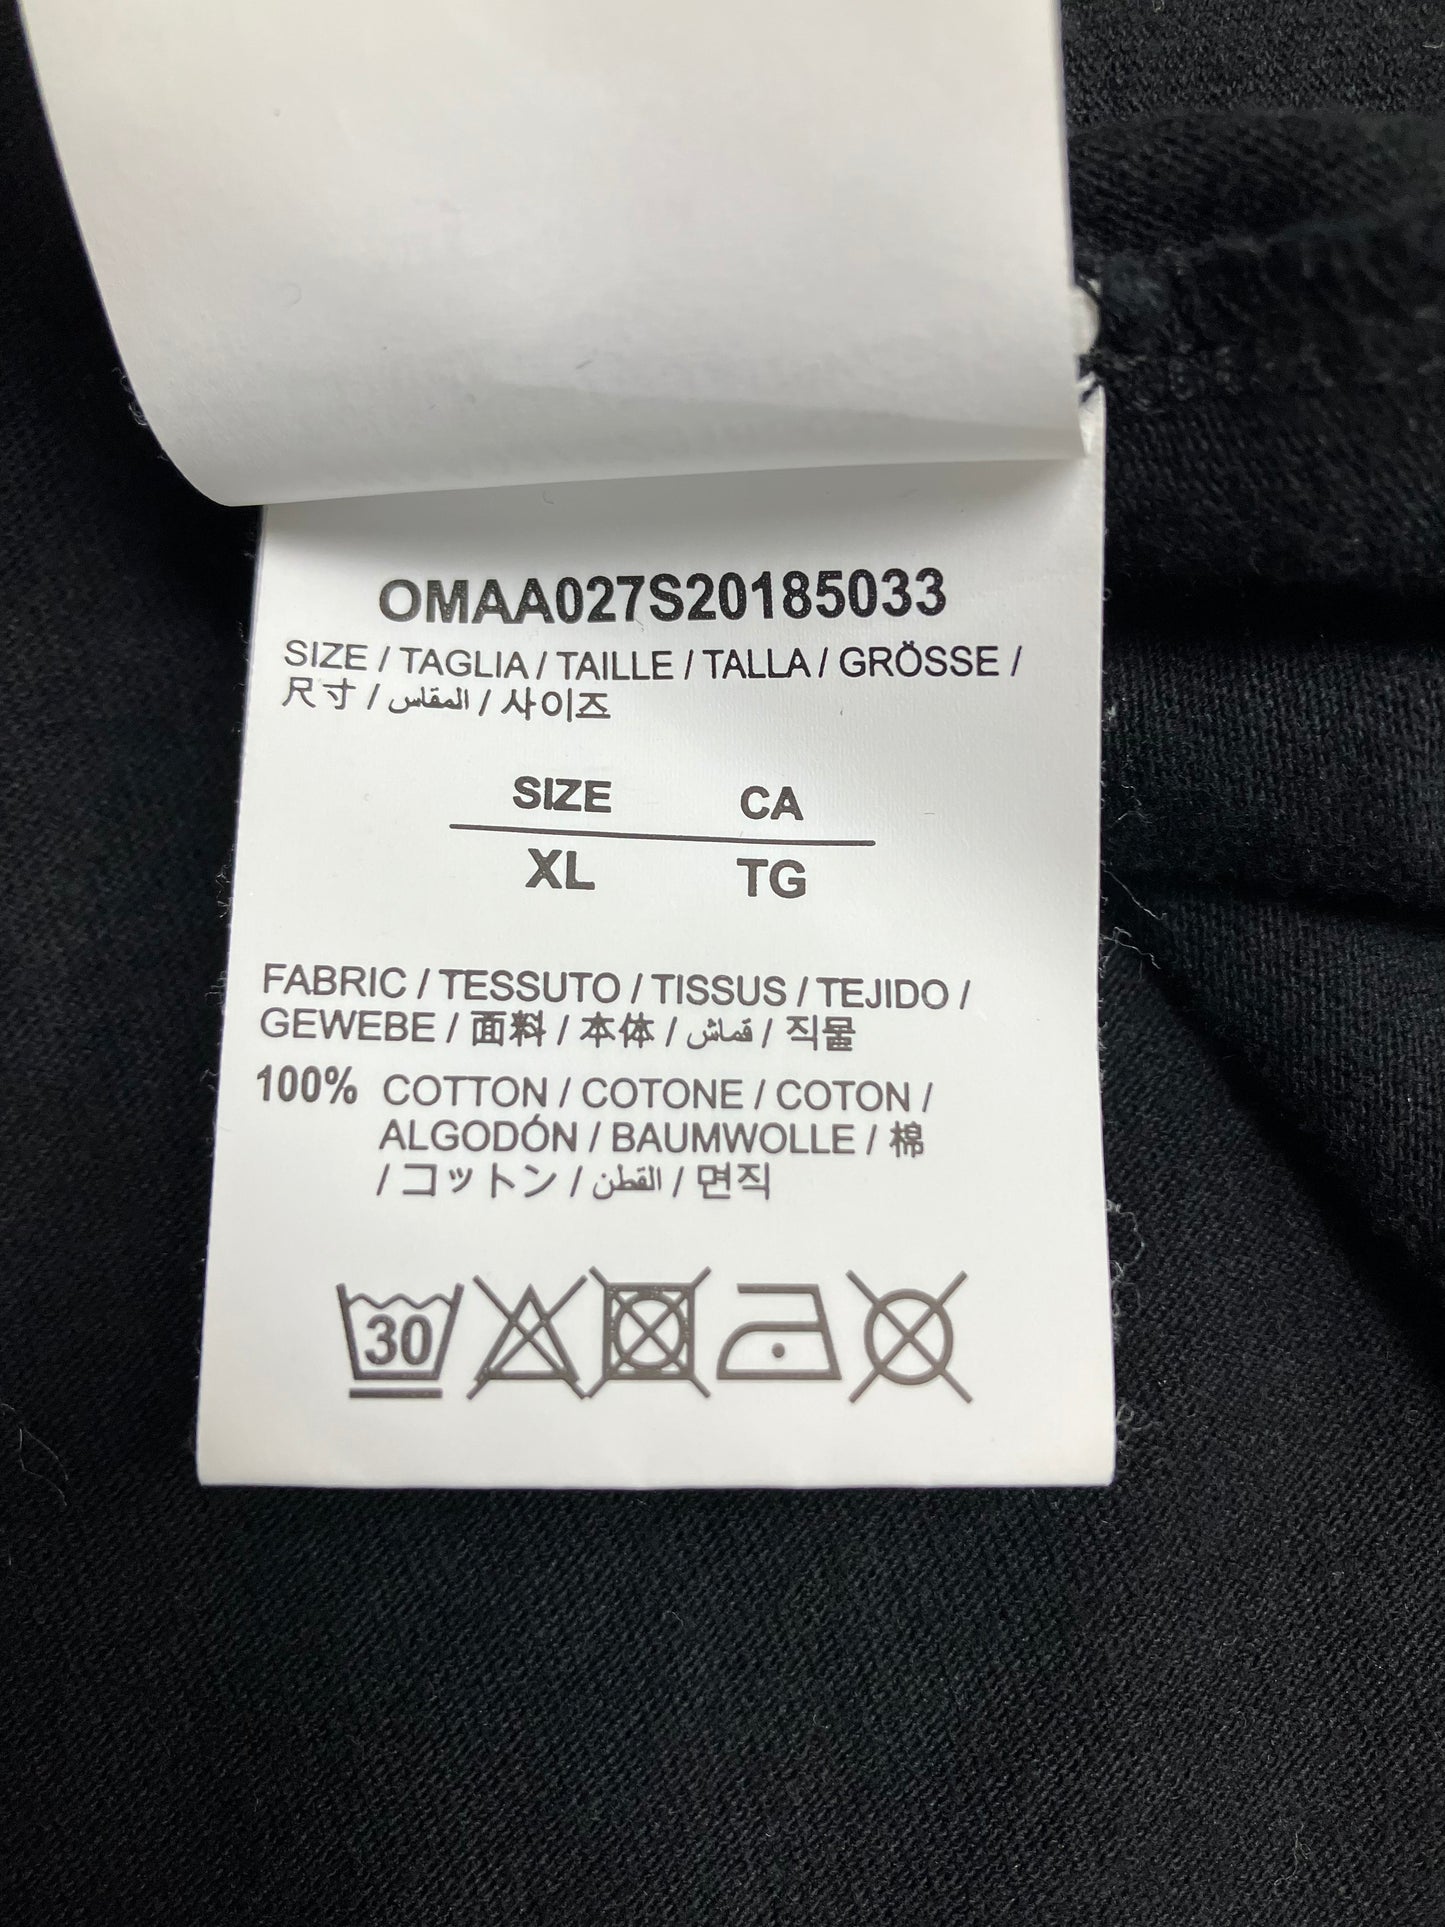 OMAA027S20185033
SIZE / TAGLIA / TAILLE / TALLA / GRÖSSE /
尺寸 / المقاس / 사이즈
SIZE CA
XL TG
FABRIC / TESSUTO / TISSUS / TEJIDO /
GEWEBE / 面料 / 本体 / قماش / 직물
100% COTTON / COTONE / COTON /
ALGODÓN / BAUMWOLLE / 棉
/ コットン / القطن / 면직
30